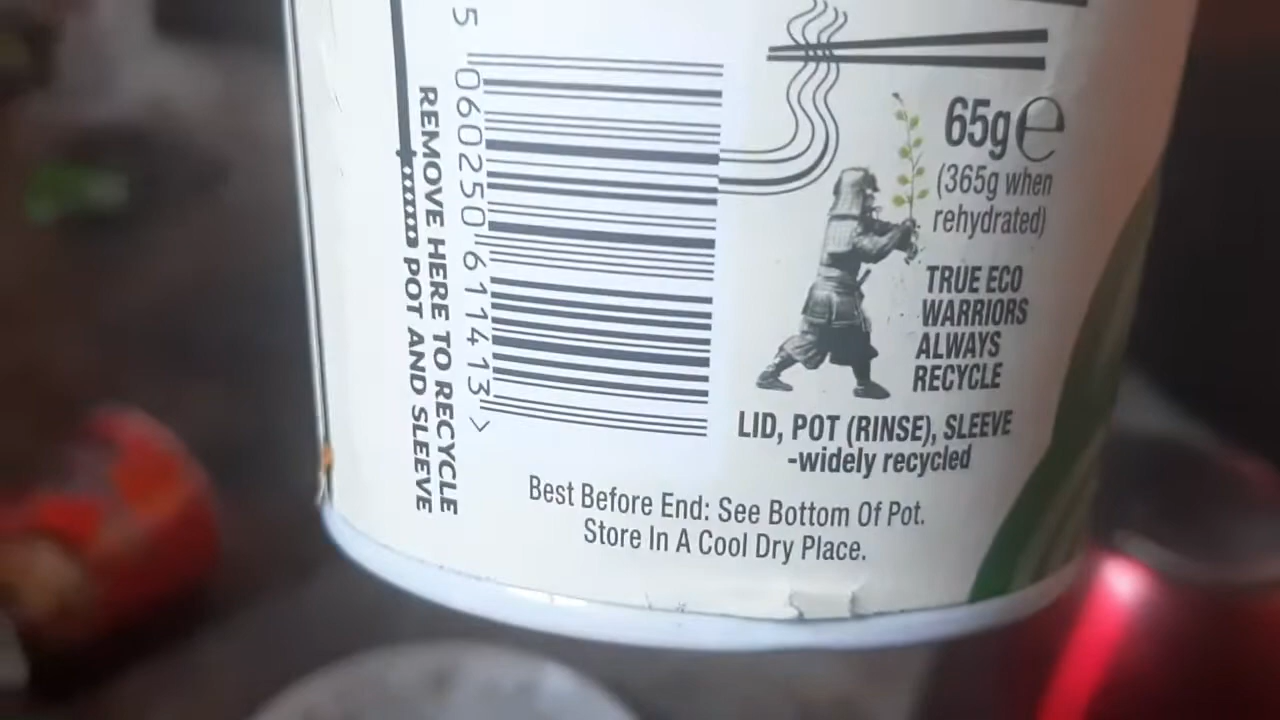 5 060250 611413 >
REMOVE HERE TO RECYCLE
POT AND SLEEVE
65g e
(365g when
rehydrated)
TRUE ECO
WARRIORS
ALWAYS
RECYCLE
LID, POT (RINSE), SLEEVE
-widely recycled
Best Before End: See Bottom Of Pot.
Store In A Cool Dry Place.